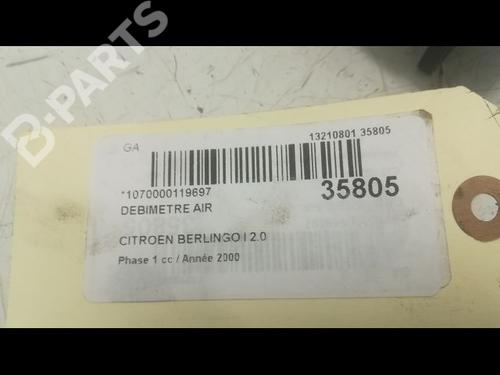 B-PARTS
GA
13210801 35805
*1070000119697
35805
DEBIMETRE AIR
CITROEN BERLINGO I 2.0
Phase 1 cc / Année 2000